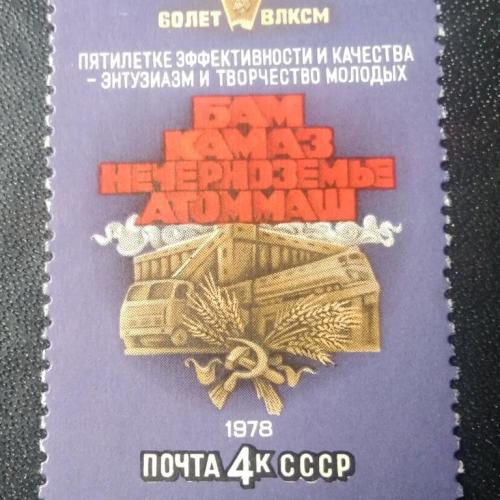 60 ЛЕТ ВЛКСМ
ПЯТИЛЕТКЕ ЭФФЕКТИВНОСТИ И КАЧЕСТВА
– ЭНТУЗИАЗМ И ТВОРЧЕСТВО МОЛОДЫХ
БАМ
КАМАЗ
НЕЧЕРНОЗЕМЬЕ
АТОММАШ
1978
ПОЧТА 4К СССР